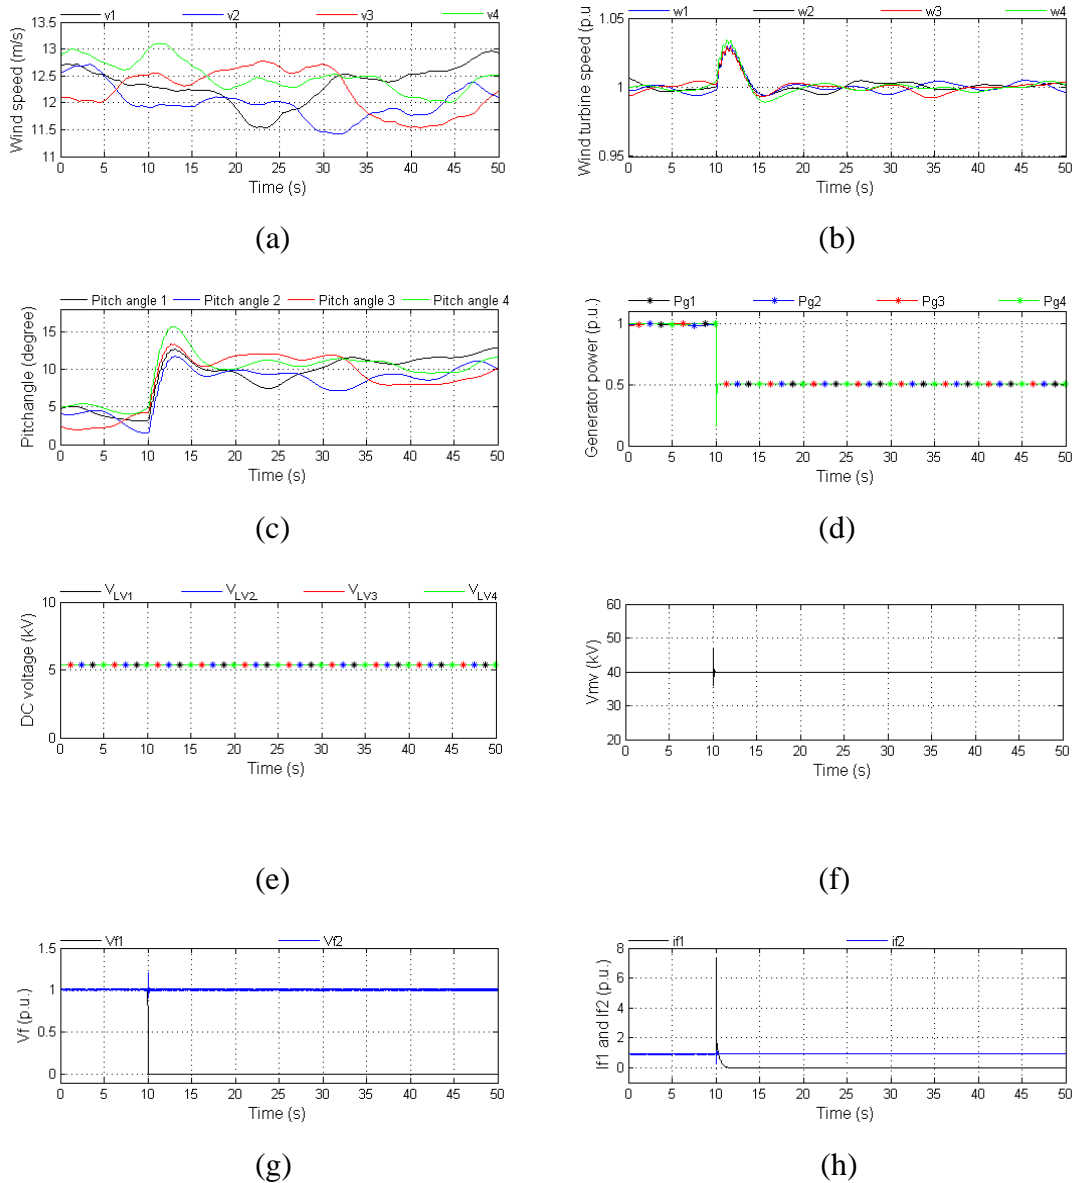 v1 v2 v3 v4
13.5
13
12.5
12
11.5
11
Wind speed (m/s)
0 5 10 15 20 25 30 35 40 45 50
Time (s)
(a)
w1 w2 w3 w4
1.05
1
0.95
Wind turbine speed (p.u
0 5 10 15 20 25 30 35 40 45 50
Time (s)
(b)
Pitch angle 1 Pitch angle 2 Pitch angle 3 Pitch angle 4
15
10
5
0
Pitchangle (degree)
0 5 10 15 20 25 30 35 40 45 50
Time (s)
(c)
Pg1 Pg2 Pg3 Pg4
1
0.5
0
Generator power (p.u.)
0 5 10 15 20 25 30 35 40 45 50
Time (s)
(d)
V_LV1 V_LV2 V_LV3 V_LV4
10
5
0
DC voltage (kV)
0 5 10 15 20 25 30 35 40 45 50
Time (s)
(e)
60
50
40
30
20
Vmv (kV)
0 5 10 15 20 25 30 35 40 45 50
Time (s)
(f)
Vf1 Vf2
1.5
1
0.5
0
Vf (p.u.)
0 5 10 15 20 25 30 35 40 45 50
Time (s)
(g)
if1 if2
8
6
4
2
0
If1 and If2 (p.u.)
0 5 10 15 20 25 30 35 40 45 50
Time (s)
(h)